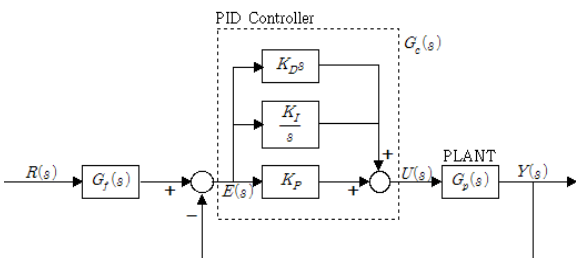 PID Controller
G_c(s)
K_D s
K_I
s
PLANT
R(s)
G_f(s)
+
E(s)
K_P
+
+
U(s)
G_p(s)
Y(s)
−